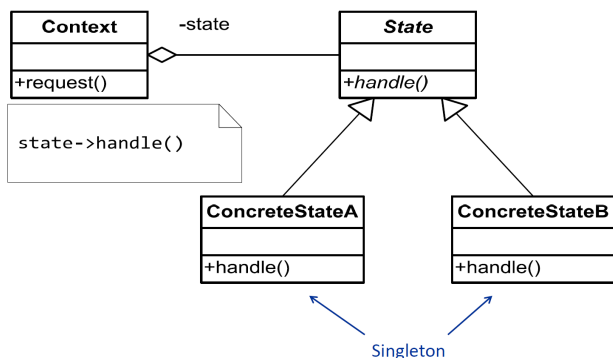 Context
-state
State
+request()
+handle()
state->handle()
ConcreteStateA
ConcreteStateB
+handle()
+handle()
Singleton